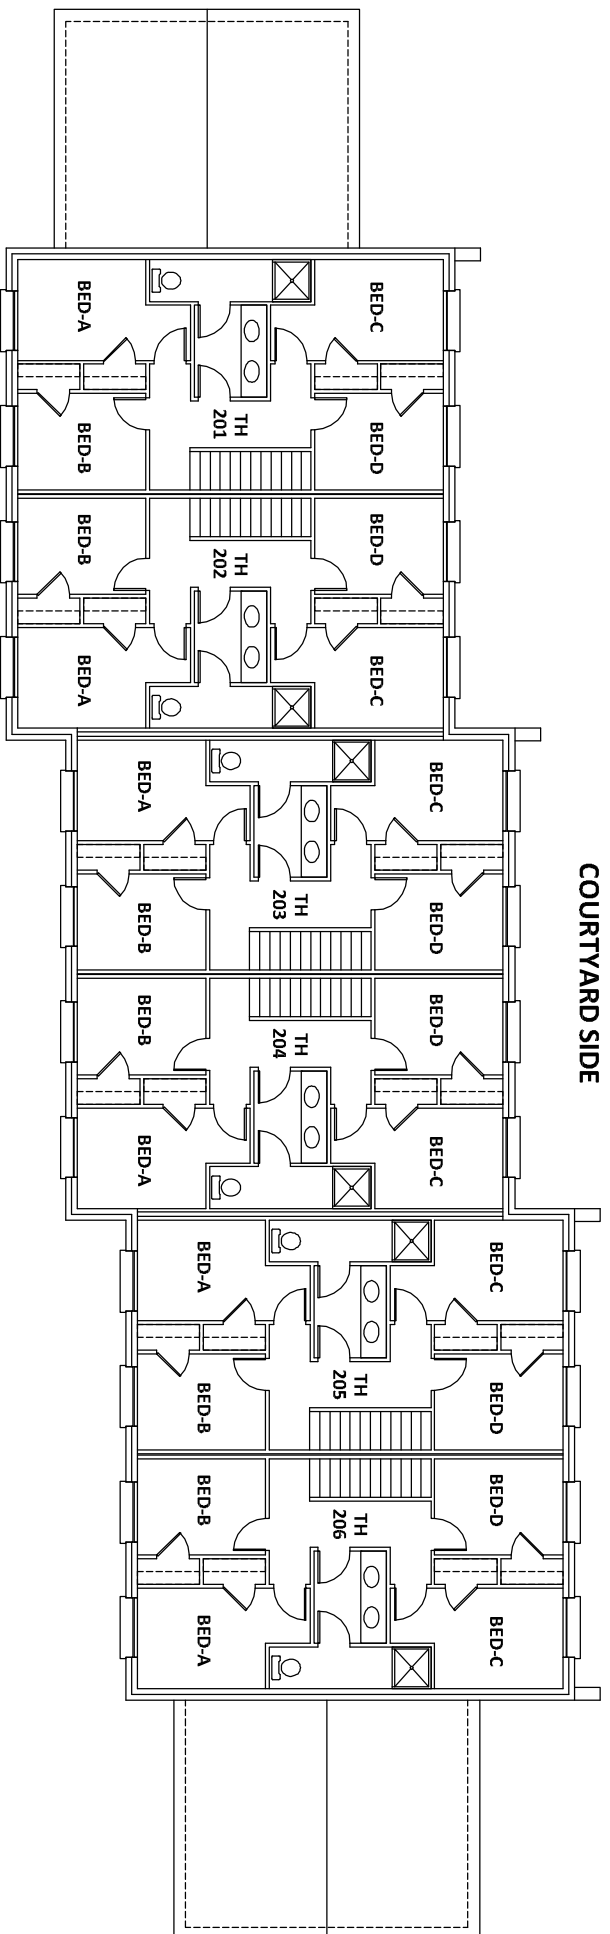 COURTYARD SIDE
BED-C
BED-D
TH
201
BED-A
BED-B
BED-D
BED-C
TH
202
BED-B
BED-A
BED-C
BED-D
TH
203
BED-A
BED-B
BED-D
BED-C
TH
204
BED-B
BED-A
BED-C
BED-D
TH
205
BED-A
BED-B
BED-D
BED-C
TH
206
BED-B
BED-A